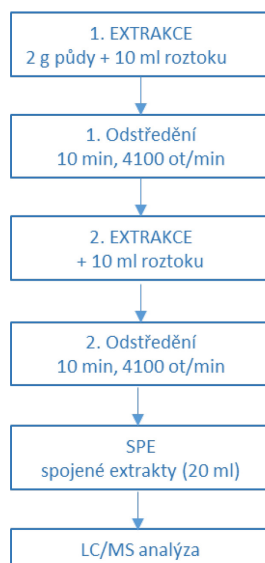 1. EXTRAKCE
2 g půdy + 10 ml roztoku
1. Odstředění
10 min, 4100 ot/min
2. EXTRAKCE
+ 10 ml roztoku
2. Odstředění
10 min, 4100 ot/min
SPE
spojené extrakty (20 ml)
LC/MS analýza